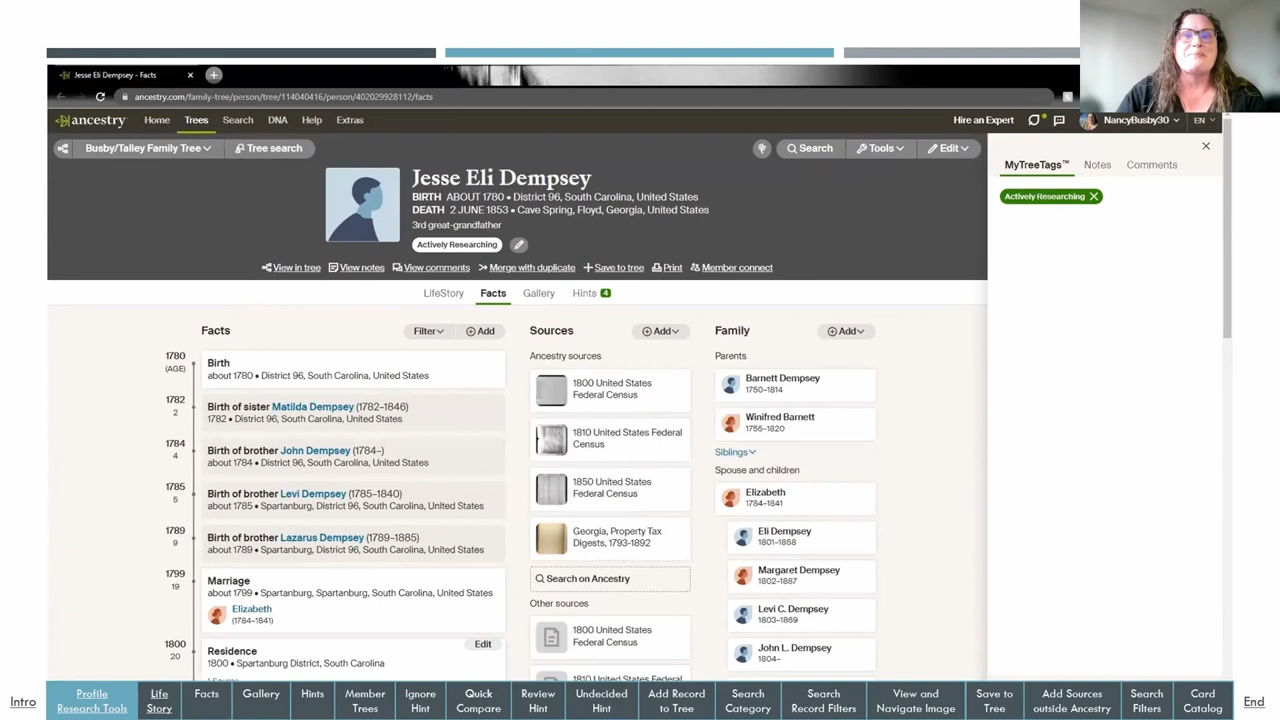 Jesse Eli Dempsey - Facts
ancestry.com/family-tree/person/tree/114040416/person/402029928112/facts
ancestry
Home
Trees
Search
DNA
Help
Extras
Hire an Expert
NancyBusby30
EN
Busby/Talley Family Tree
Tree search
Search
Tools
Edit
Jesse Eli Dempsey
BIRTH ABOUT 1780 • District 96, South Carolina, United States
DEATH 2 JUNE 1853 • Cave Spring, Floyd, Georgia, United States
3rd great-grandfather
Actively Researching
View in tree
View notes
View comments
Merge with duplicate
Save to tree
Print
Member connect
MyTreeTags™
Notes
Comments
Actively Researching
LifeStory
Facts
Gallery
Hints 4
Facts
Filter
Add
1780
(AGE)
Birth
about 1780 • District 96, South Carolina, United States
1782
2
Birth of sister Matilda Dempsey (1782–1846)
1782 • District 96, South Carolina, United States
1784
4
Birth of brother John Dempsey (1784–)
about 1784 • District 96, South Carolina, United States
1785
5
Birth of brother Levi Dempsey (1785–1840)
about 1785 • Spartanburg, District 96, South Carolina, United States
1789
9
Birth of brother Lazarus Dempsey (1789–1885)
about 1789 • Spartanburg, District 96, South Carolina, United States
1799
19
Marriage
about 1799 • Spartanburg, Spartanburg, South Carolina, United States
Elizabeth
(1784–1841)
1800
20
Residence
Edit
1800 • Spartanburg District, South Carolina
Sources
Add
Ancestry sources
1800 United States
Federal Census
1810 United States Federal
Census
1850 United States
Federal Census
Georgia, Property Tax
Digests, 1793-1892
Search on Ancestry
Other sources
1800 United States
Federal Census
1810 United States Federal
Family
Add
Parents
Barnett Dempsey
1750–1814
Winifred Barnett
1755–1820
Siblings
Spouse and children
Elizabeth
1784–1841
Eli Dempsey
1801–1858
Margaret Dempsey
1802–1887
Levi C. Dempsey
1803–1869
John L. Dempsey
1804–
Intro
Profile
Research Tools
Life
Story
Facts
Gallery
Hints
Member
Trees
Ignore
Hint
Quick
Compare
Review
Hint
Undecided
Hint
Add Record
to Tree
Search
Category
Search
Record Filters
View and
Navigate Image
Save to
Tree
Add Sources
outside Ancestry
Search
Filters
Card
Catalog
End